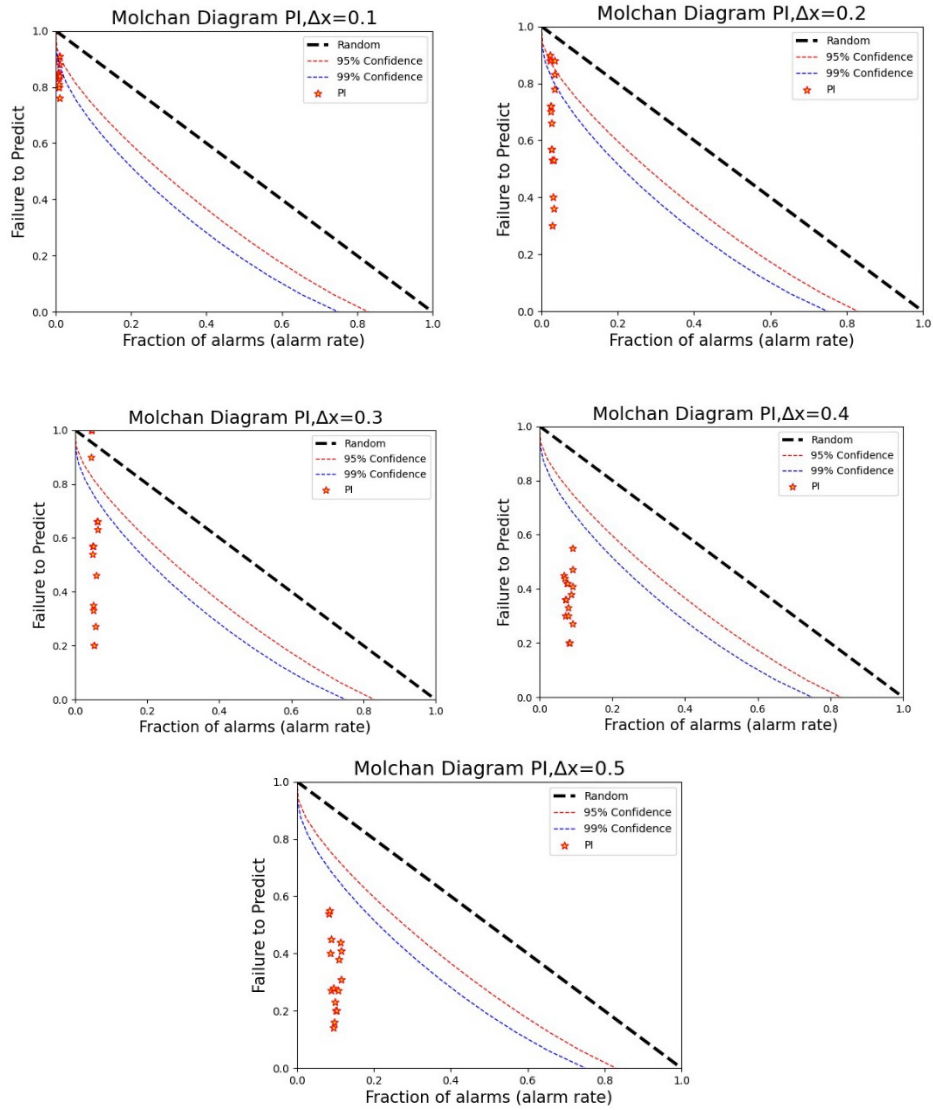 Molchan Diagram PI,Δx=0.1
1.0
0.8
0.6
0.4
0.2
0.0
Failure to Predict
Random
95% Confidence
99% Confidence
PI
0.0 0.2 0.4 0.6 0.8 1.0
Fraction of alarms (alarm rate)
Molchan Diagram PI,Δx=0.2
1.0
0.8
0.6
0.4
0.2
0.0
Failure to Predict
Random
95% Confidence
99% Confidence
PI
0.0 0.2 0.4 0.6 0.8 1.0
Fraction of alarms (alarm rate)
Molchan Diagram PI,Δx=0.3
1.0
0.8
0.6
0.4
0.2
0.0
Failure to Predict
Random
95% Confidence
99% Confidence
PI
0.0 0.2 0.4 0.6 0.8 1.0
Fraction of alarms (alarm rate)
Molchan Diagram PI,Δx=0.4
1.0
0.8
0.6
0.4
0.2
0.0
Failure to Predict
Random
95% Confidence
99% Confidence
PI
0.0 0.2 0.4 0.6 0.8 1.0
Fraction of alarms (alarm rate)
Molchan Diagram PI,Δx=0.5
1.0
0.8
0.6
0.4
0.2
0.0
Failure to Predict
Random
95% Confidence
99% Confidence
PI
0.0 0.2 0.4 0.6 0.8 1.0
Fraction of alarms (alarm rate)